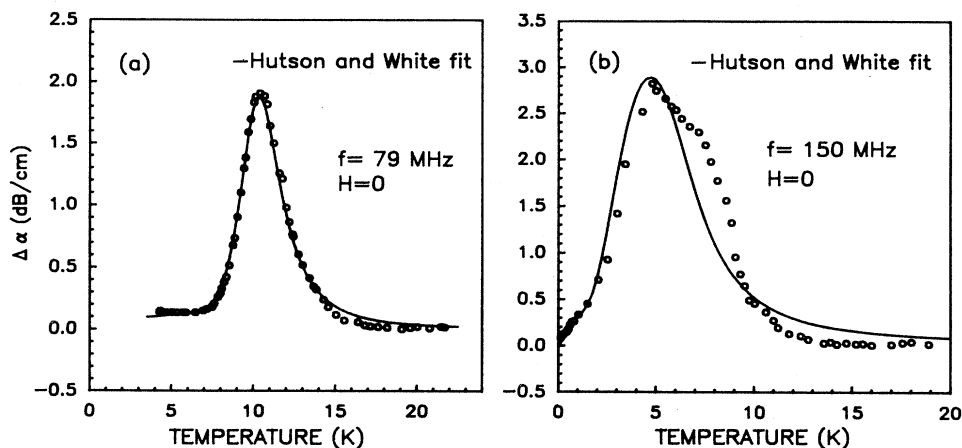 2.5
2.0
1.5
1.0
0.5
0.0
−0.5
Δ α (dB/cm)
(a)
—Hutson and White fit
f= 79 MHz
H=0
0 5 10 15 20
TEMPERATURE (K)
3.5
3.0
2.5
2.0
1.5
1.0
0.5
0.0
−0.5
(b)
—Hutson and White fit
f= 150 MHz
H=0
0 5 10 15 20
TEMPERATURE (K)